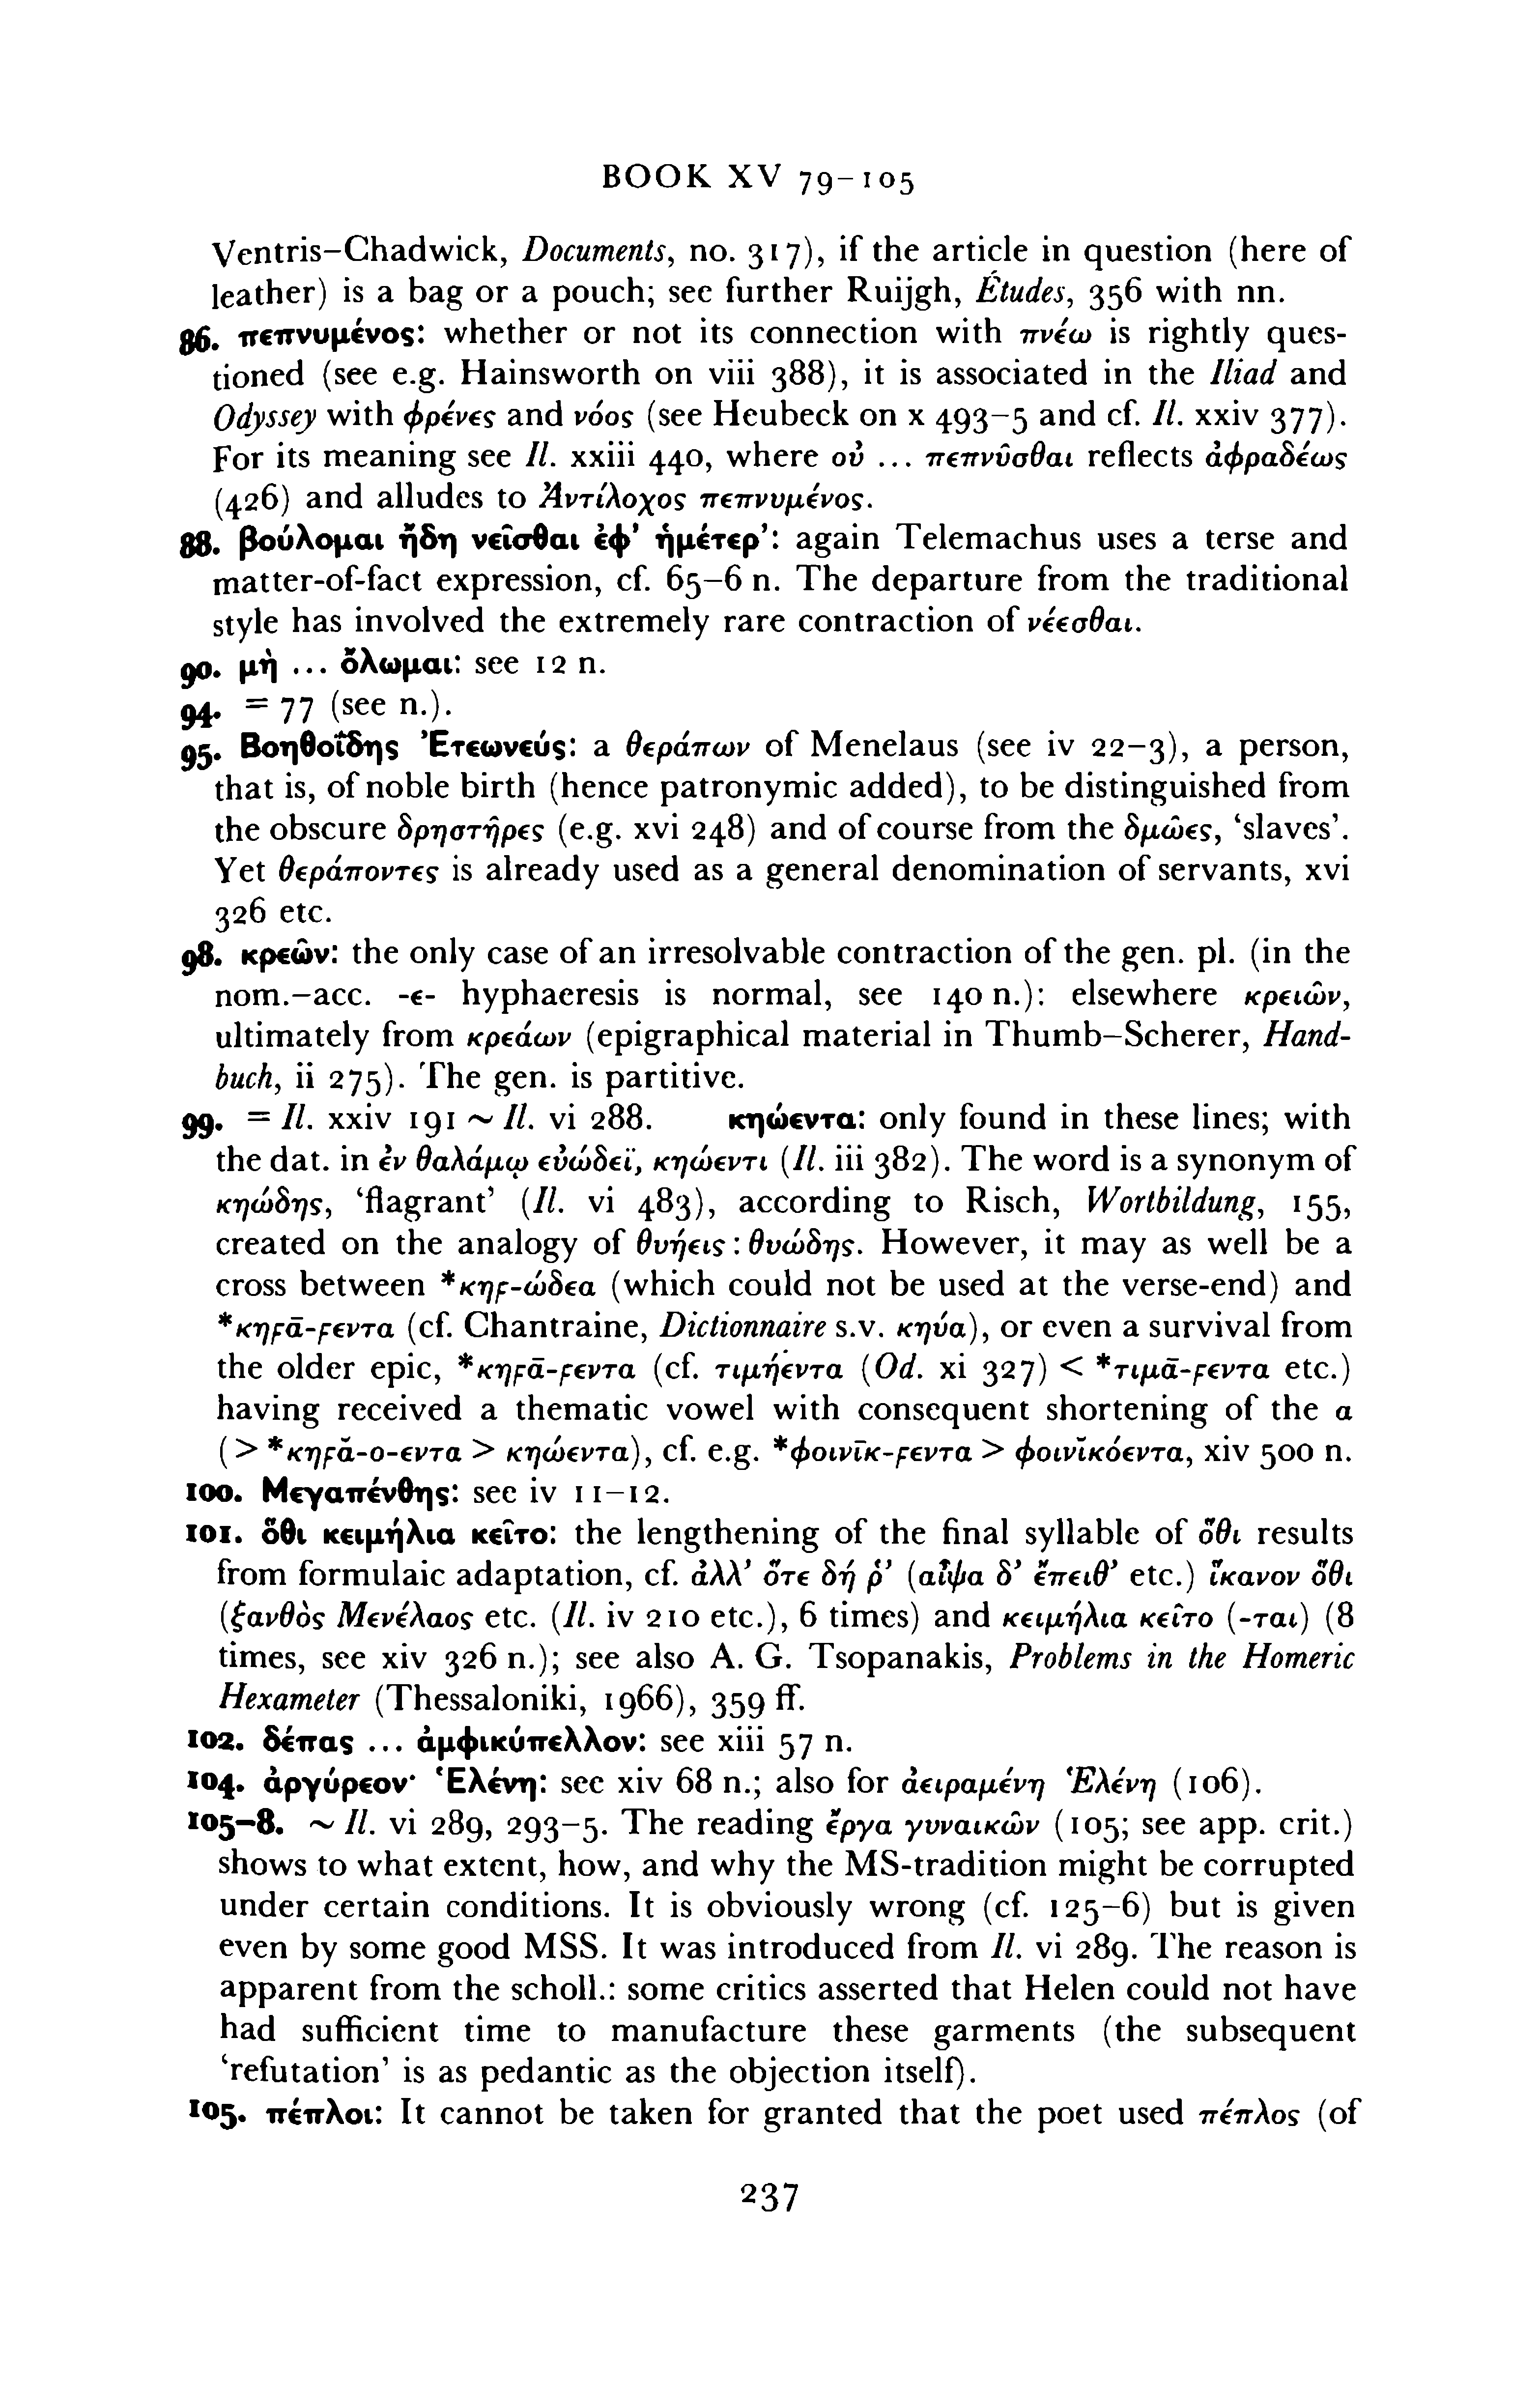 BOOK XV 79–105
Ventris–Chadwick, Documents, no. 317), if the article in question (here of
leather) is a bag or a pouch; see further Ruijgh, Études, 356 with nn.
86. πεπνυμένος: whether or not its connection with πνέω is rightly ques-
tioned (see e.g. Hainsworth on viii 388), it is associated in the Iliad and
Odyssey with φρένες and νόος (see Heubeck on x 493–5 and cf. Il. xxiv 377).
For its meaning see Il. xxiii 440, where οὐ ... πεπνῦσθαι reflects ἀφραδέως
(426) and alludes to Ἀντίλοχος πεπνυμένος.
88. βούλομαι ἤδη νεῖσθαι ἐφ’ ἡμέτερ’: again Telemachus uses a terse and
matter-of-fact expression, cf. 65–6 n. The departure from the traditional
style has involved the extremely rare contraction of νέεσθαι.
90. μὴ ... ὄλωμαι: see 12 n.
94. = 77 (see n.).
95. Βοηθοΐδης Ἐτεωνεύς: a θεράπων of Menelaus (see iv 22–3), a person,
that is, of noble birth (hence patronymic added), to be distinguished from
the obscure δρηστῆρες (e.g. xvi 248) and of course from the δμῶες, ‘slaves’.
Yet θεράποντες is already used as a general denomination of servants, xvi
326 etc.
98. κρεῶν: the only case of an irresolvable contraction of the gen. pl. (in the
nom.–acc. -ε- hyphaeresis is normal, see 140 n.): elsewhere κρειῶν,
ultimately from κρεάων (epigraphical material in Thumb–Scherer, Hand-
buch, ii 275). The gen. is partitive.
99. = Il. xxiv 191 ~ Il. vi 288. κηώεντα: only found in these lines; with
the dat. in ἐν θαλάμῳ εὐώδεϊ, κηώεντι (Il. iii 382). The word is a synonym of
κηώδης, ‘flagrant’ (Il. vi 483), according to Risch, Wortbildung, 155,
created on the analogy of θυήεις : θυώδης. However, it may as well be a
cross between *κηϝ-ώδεα (which could not be used at the verse-end) and
*κηϝᾱ-ϝεντα (cf. Chantraine, Dictionnaire s.v. κηύα), or even a survival from
the older epic, *κηϝᾱ-ϝεντα (cf. τιμήεντα (Od. xi 327) < *τιμᾱ-ϝεντα etc.)
having received a thematic vowel with consequent shortening of the α
( > *κηϝᾰ-ο-εντα > κηώεντα), cf. e.g. *φοινῑκ-ϝεντα > φοινῑκόεντα, xiv 500 n.
100. Μεγαπένθης: see iv 11–12.
101. ὅθι κειμήλια κεῖτο: the lengthening of the final syllable of ὅθι results
from formulaic adaptation, cf. ἀλλ’ ὅτε δή ῥ’ (αἶψα δ’ ἔπειθ’ etc.) ἵκανον ὅθι
(ξανθὸς Μενέλαος etc. (Il. iv 210 etc.), 6 times) and κειμήλια κεῖτο (-ται) (8
times, see xiv 326 n.); see also A. G. Tsopanakis, Problems in the Homeric
Hexameter (Thessaloniki, 1966), 359 ff.
102. δέπας ... ἀμφικύπελλον: see xiii 57 n.
104. ἀργύρεον· Ἑλένη: see xiv 68 n.; also for ἀειραμένη Ἑλένη (106).
105–8. ~ Il. vi 289, 293–5. The reading ἔργα γυναικῶν (105; see app. crit.)
shows to what extent, how, and why the MS-tradition might be corrupted
under certain conditions. It is obviously wrong (cf. 125–6) but is given
even by some good MSS. It was introduced from Il. vi 289. The reason is
apparent from the scholl.: some critics asserted that Helen could not have
had sufficient time to manufacture these garments (the subsequent
‘refutation’ is as pedantic as the objection itself).
105. πέπλοι: It cannot be taken for granted that the poet used πέπλος (of
237